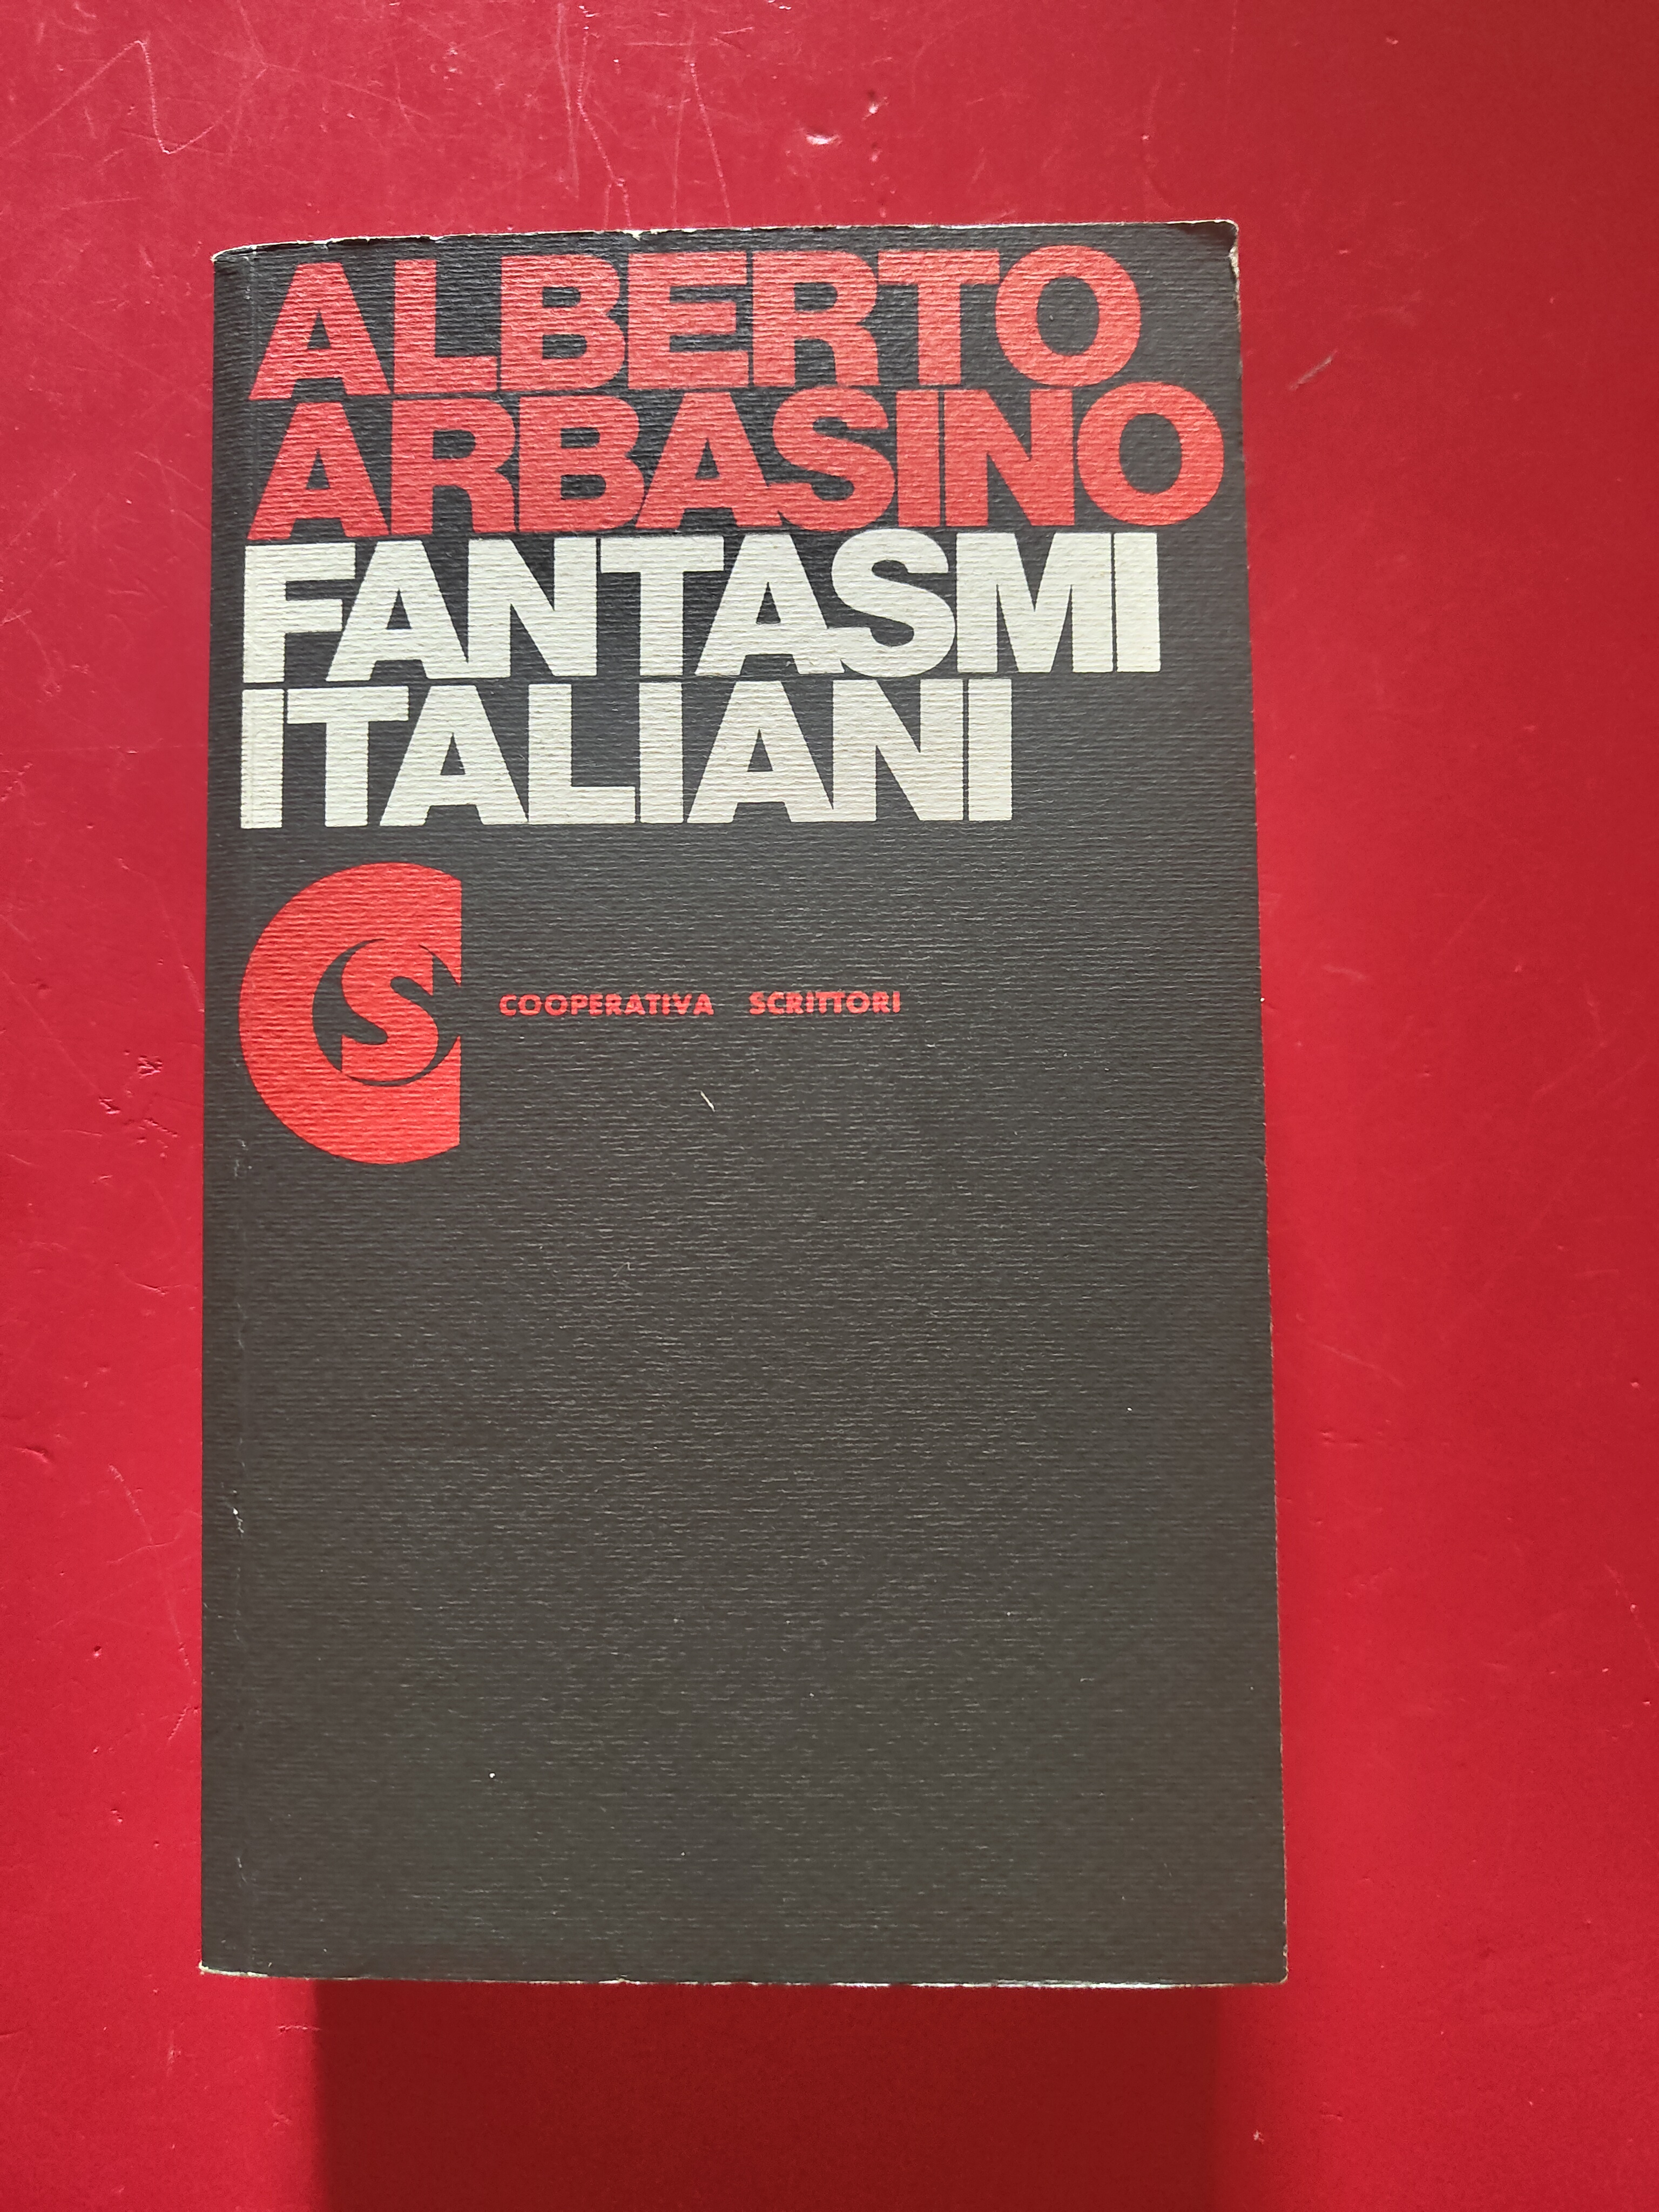 ALBERTO
ARBASINO
FANTASMI
ITALIANI
CS
COOPERATIVA SCRITTORI